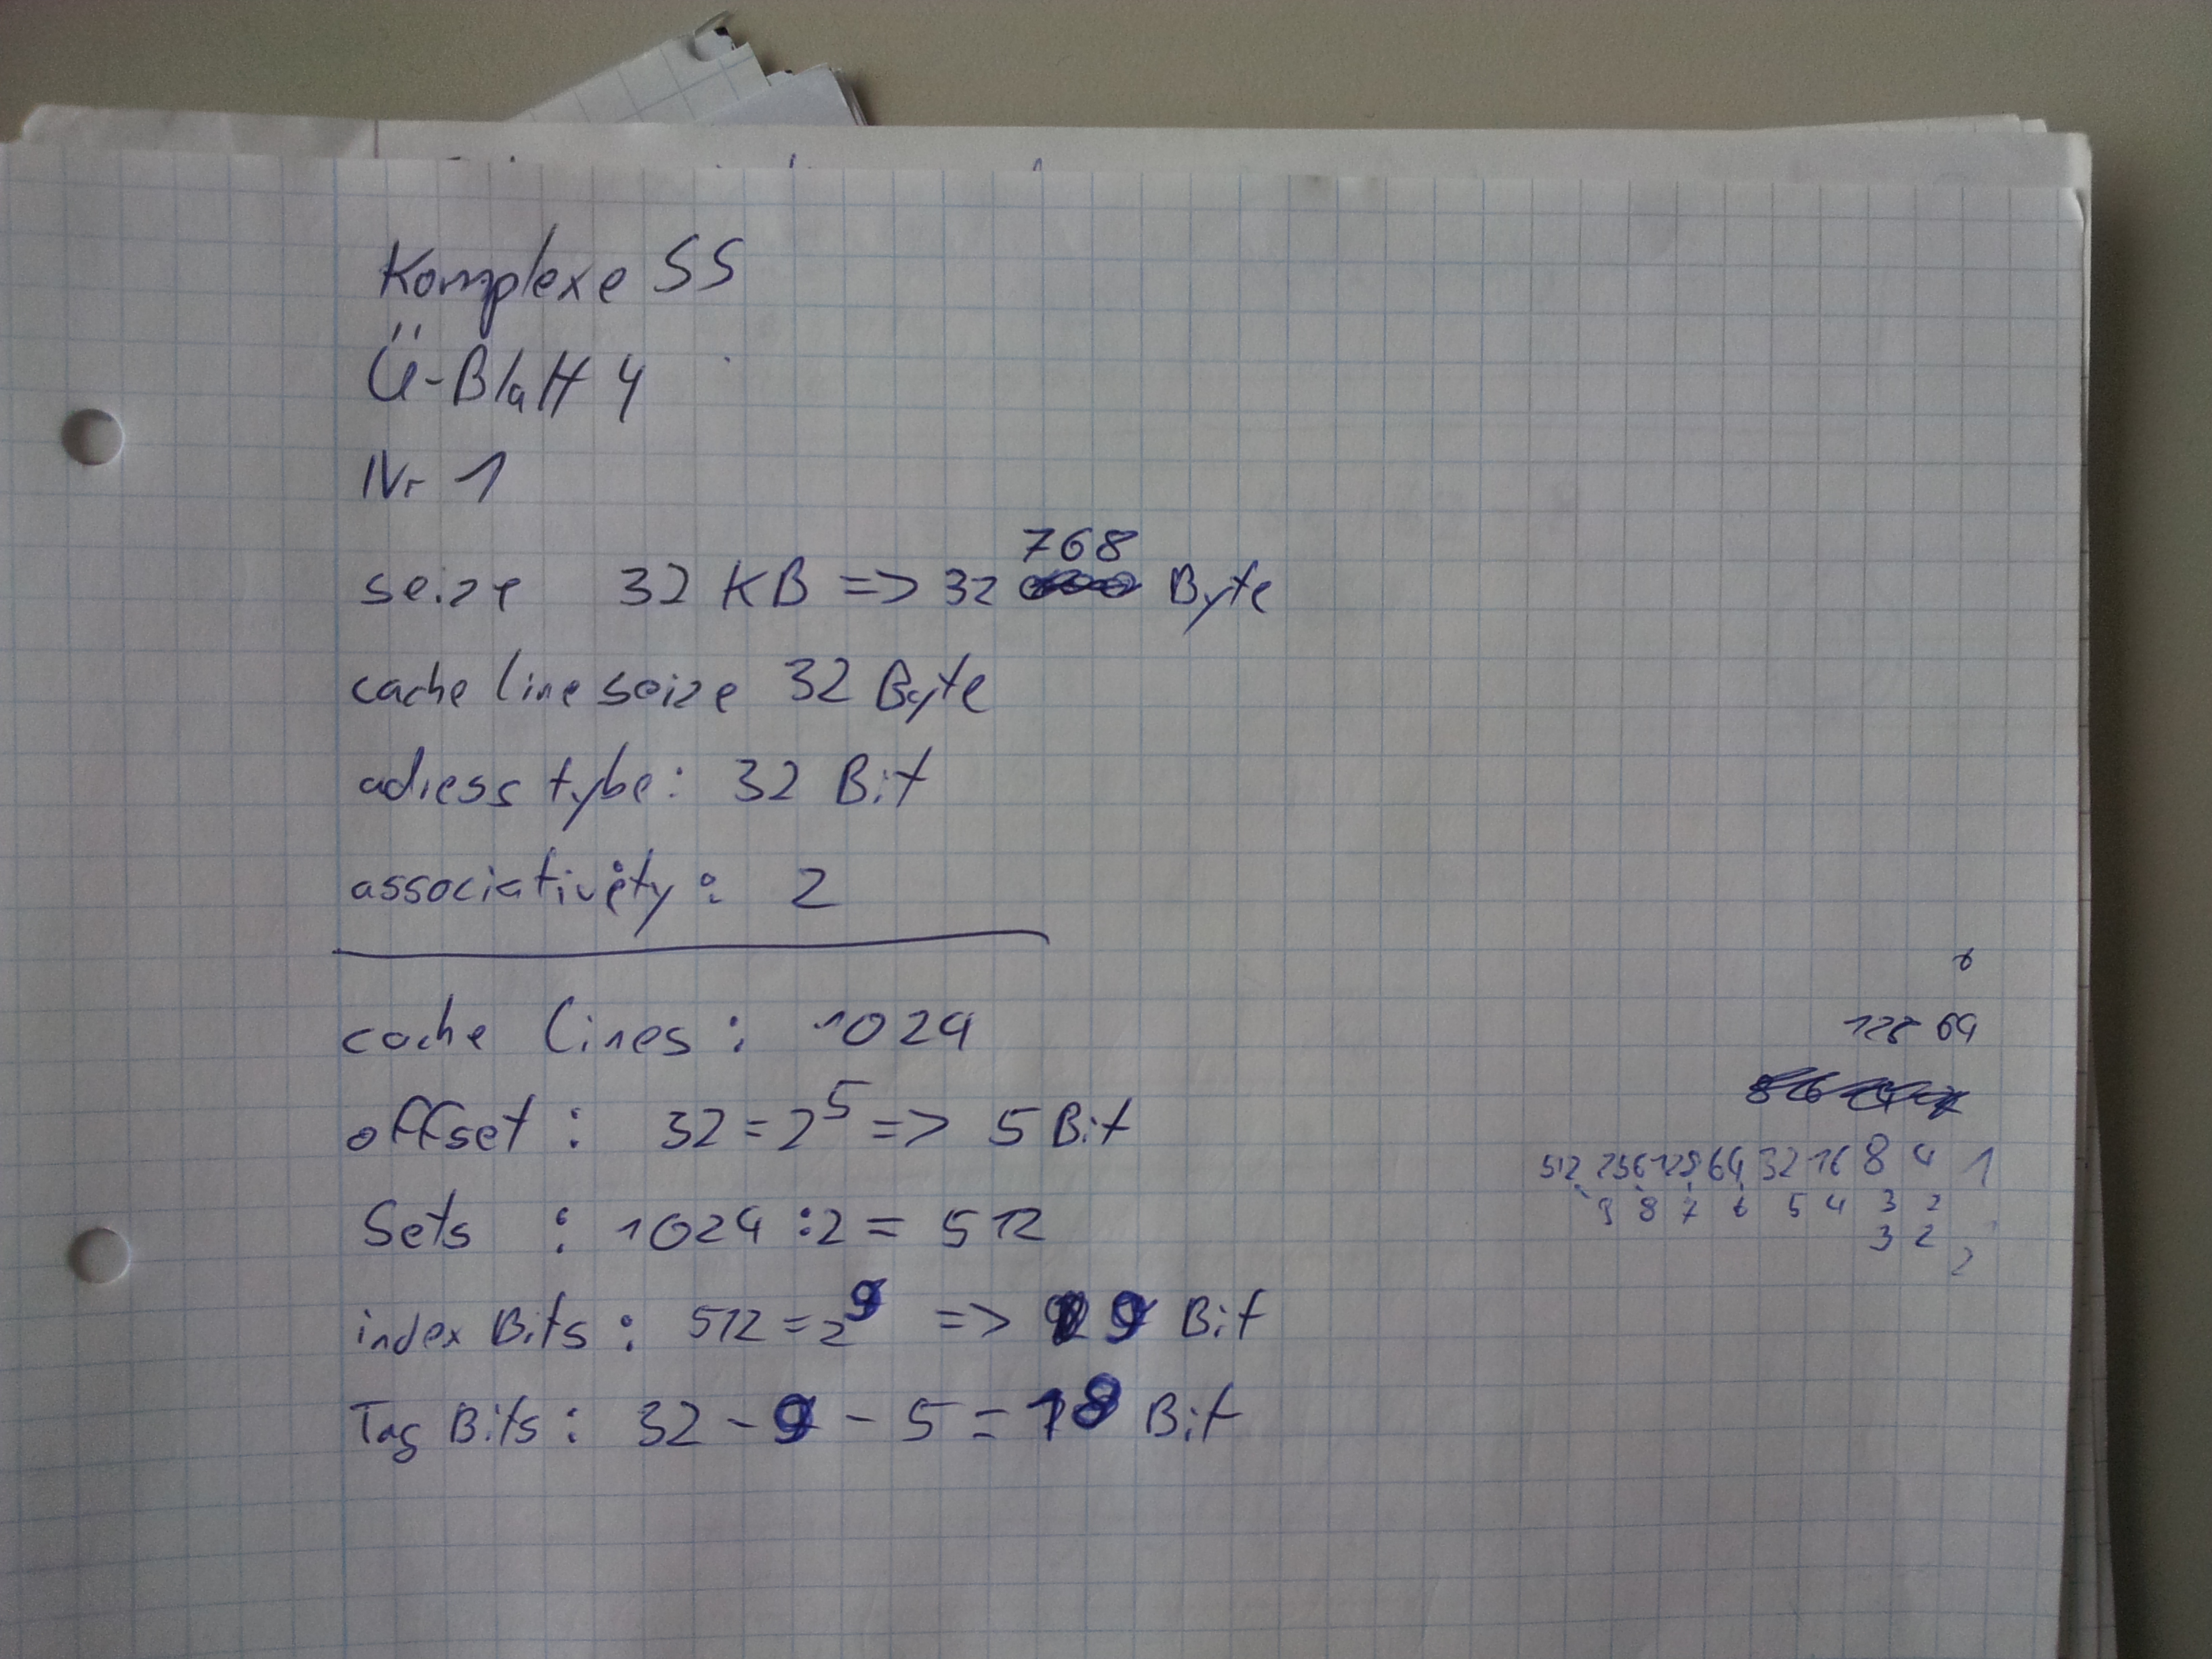 Komplexe SS
Ü-Blatt 4
Nr 1
768
seize 32 KB => 32 Byte
cache line seize 32 Byte
adress tybe: 32 Bit
associativety: 2
cache lines: 1024
offset: 32 = 2^5 => 5 Bit
Sets : 1024 :2 = 512
index Bits: 512 = 2^9 => 9 Bit
Tag Bits: 32 - 9 - 5 = 18 Bit
6
128 64
512 256 128 64 32 16 8 4 1
9 8 7 6 5 4 3 2
3 2
2